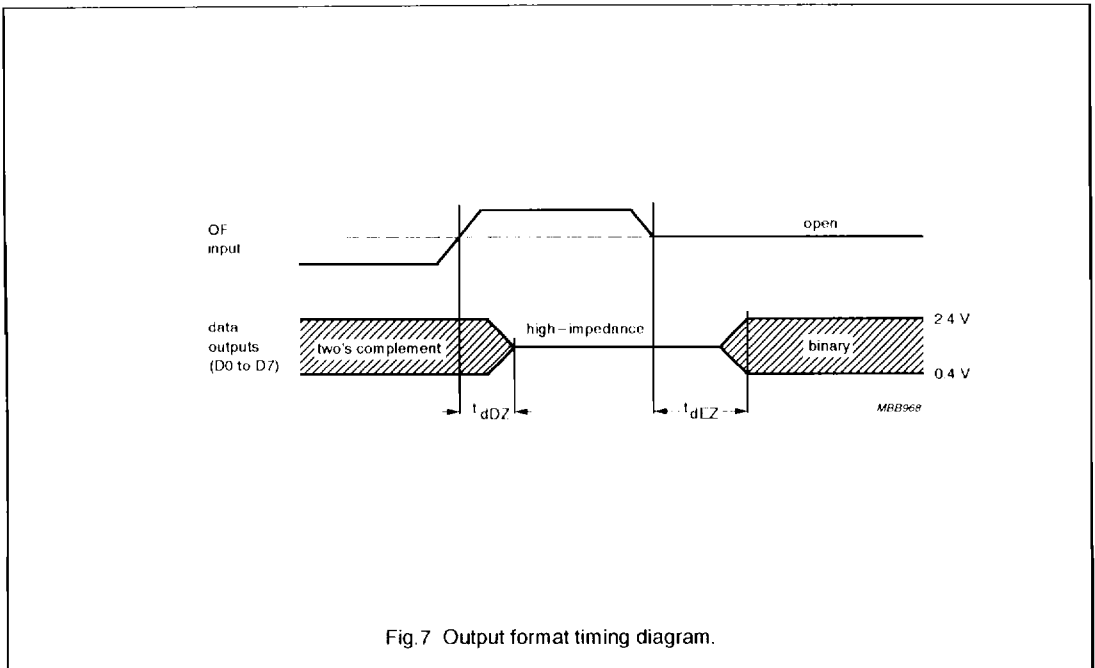 OF
input
open
data
outputs
(D0 to D7)
two's complement
high-impedance
binary
2 4 V
0.4 V
t dDZ
t dEZ
MBB968
Fig.7 Output format timing diagram.